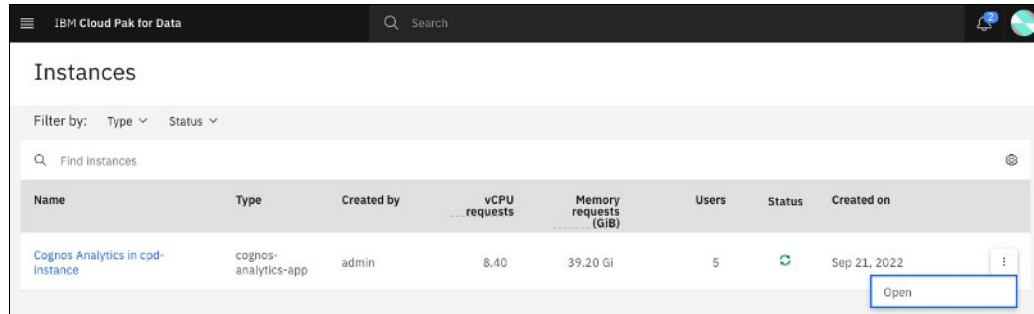 IBM Cloud Pak for Data
Search
2
Instances
Filter by: Type Status
Find instances
Name Type Created by vCPU requests Memory requests (GiB) Users Status Created on
Cognos Analytics in cpd-instance cognos-analytics-app admin 8.40 39.20 Gi 5 Sep 21, 2022
Open